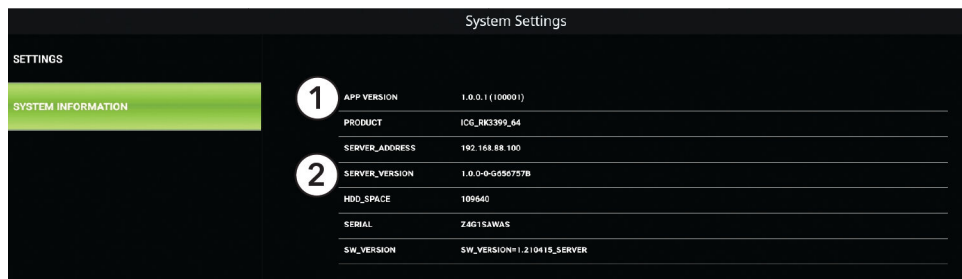 System Settings
SETTINGS
SYSTEM INFORMATION
1 APP VERSION 1.0.0.1 (100001)
PRODUCT ICG_RK3399_64
SERVER_ADDRESS 192.168.88.100
2 SERVER_VERSION 1.0.0-0-G656757B
HDD_SPACE 109640
SERIAL Z4G1SAWAS
SW_VERSION SW_VERSION=1.210415_SERVER